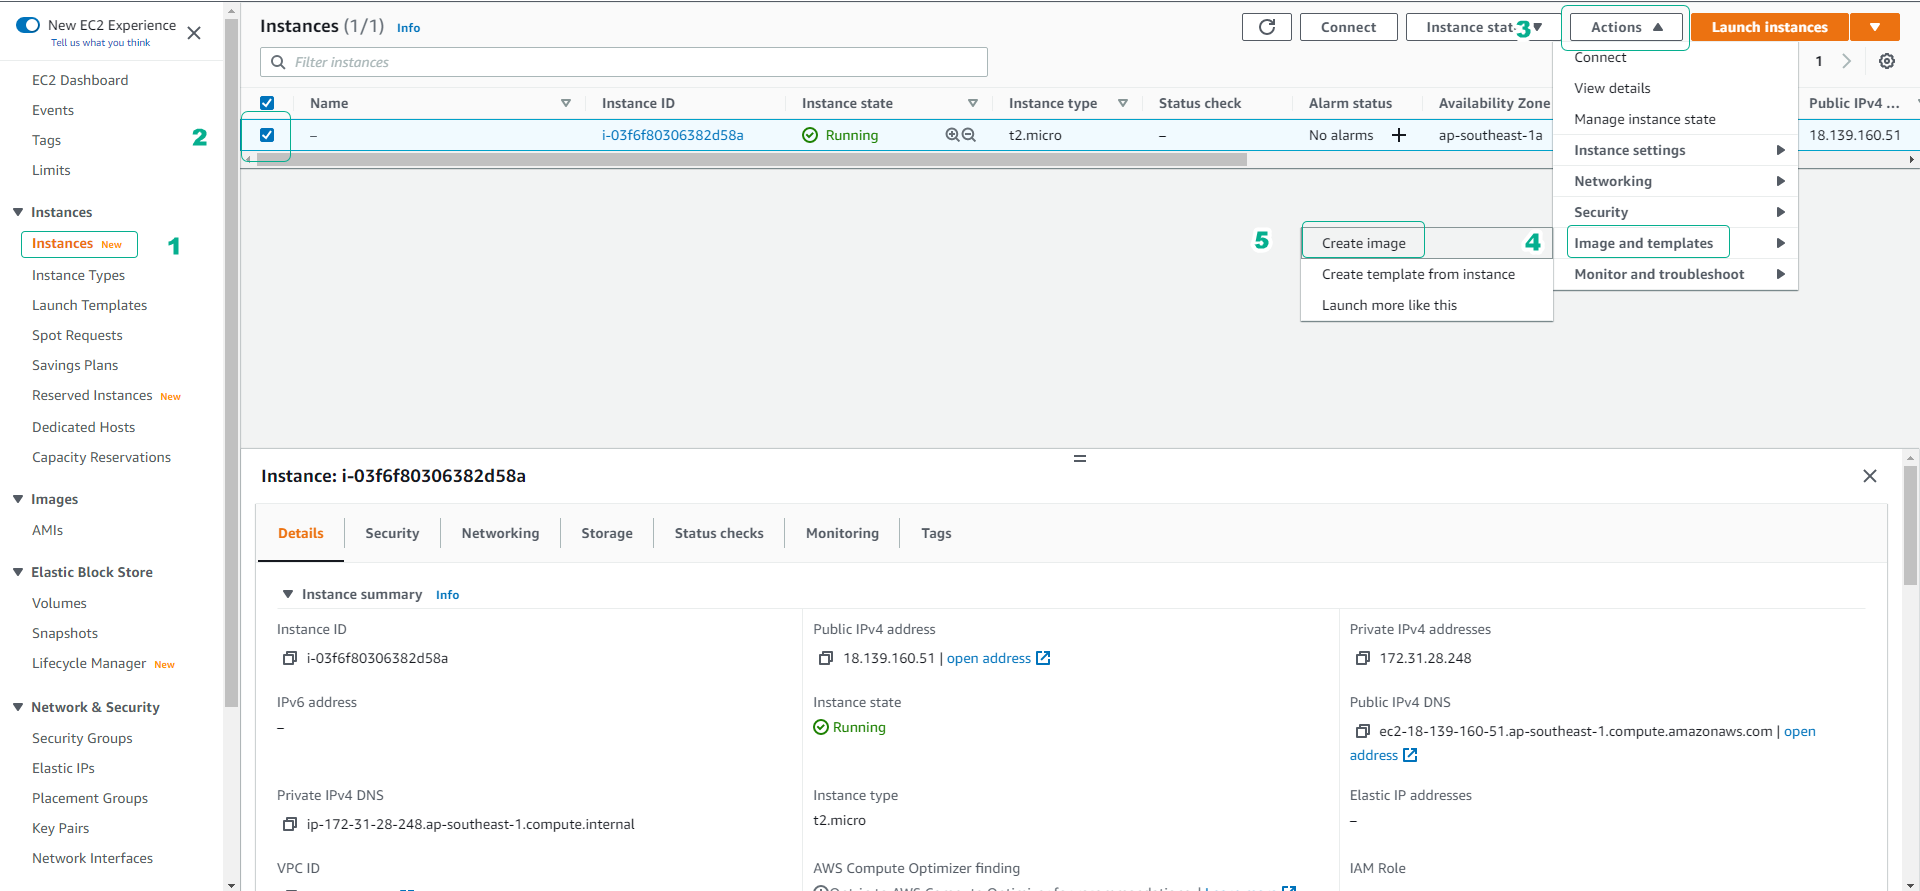 New EC2 Experience
Tell us what you think
EC2 Dashboard
Events
Tags
2
Limits
Instances
Instances New
1
Instance Types
Launch Templates
Spot Requests
Savings Plans
Reserved Instances New
Dedicated Hosts
Capacity Reservations
Images
AMIs
Elastic Block Store
Volumes
Snapshots
Lifecycle Manager New
Network & Security
Security Groups
Elastic IPs
Placement Groups
Key Pairs
Network Interfaces
Instances (1/1) Info
Connect
Instance stat
3
Actions
Launch instances
Filter instances
1
Name
Instance ID
Instance state
Instance type
Status check
Alarm status
Availability Zone
Public IPv4 ...
–
i-03f6f80306382d58a
Running
t2.micro
–
No alarms +
ap-southeast-1a
18.139.160.51
Connect
View details
Manage instance state
Instance settings
Networking
Security
4
Image and templates
Monitor and troubleshoot
5
Create image
Create template from instance
Launch more like this
Instance: i-03f6f80306382d58a
Details
Security
Networking
Storage
Status checks
Monitoring
Tags
Instance summary Info
Instance ID
i-03f6f80306382d58a
Public IPv4 address
18.139.160.51 | open address
Private IPv4 addresses
172.31.28.248
IPv6 address
–
Instance state
Running
Public IPv4 DNS
ec2-18-139-160-51.ap-southeast-1.compute.amazonaws.com | open
address
Private IPv4 DNS
ip-172-31-28-248.ap-southeast-1.compute.internal
Instance type
t2.micro
Elastic IP addresses
–
VPC ID
AWS Compute Optimizer finding
IAM Role